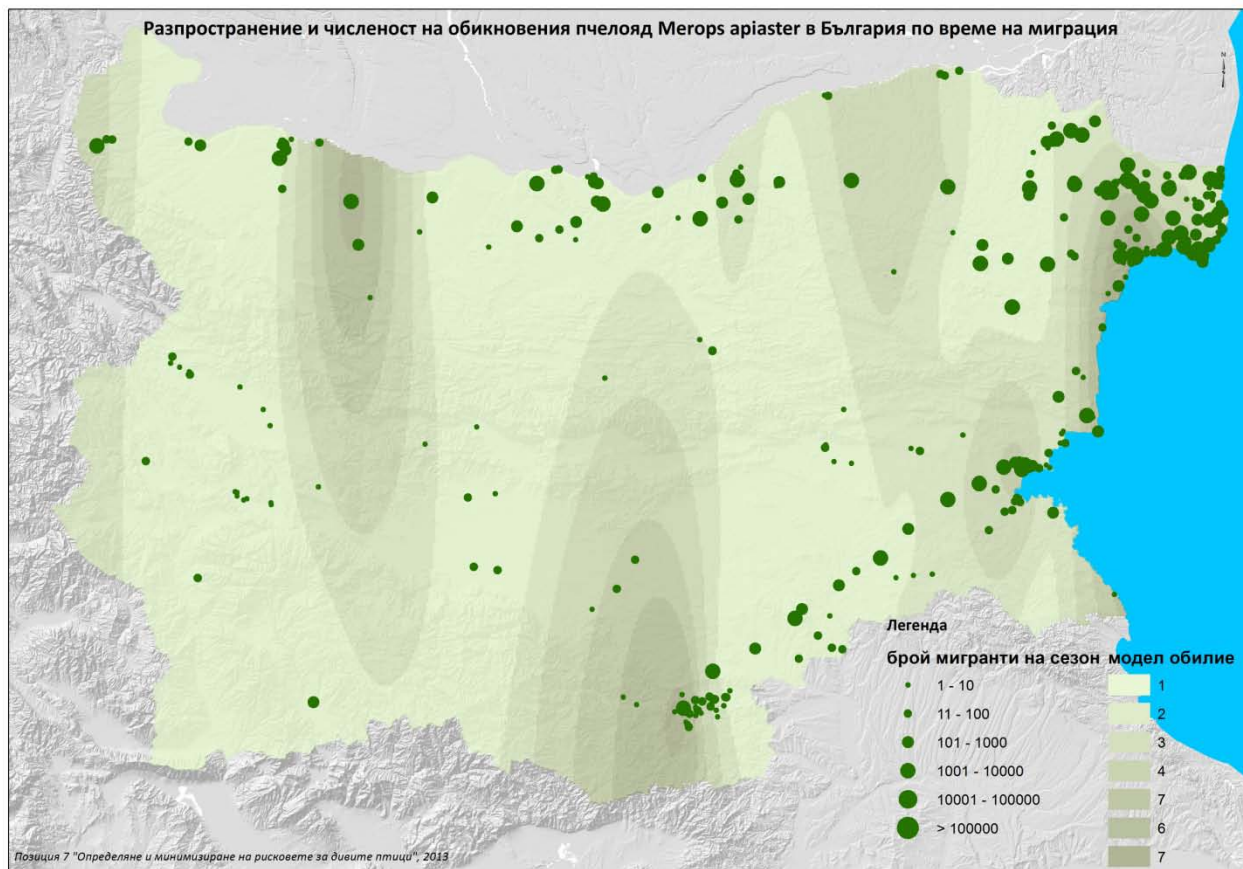 Разпространение и численост на обикновения пчелояд Merops apiaster в България по време на миграция
N
Легенда
брой мигранти на сезон модел обилие
1 - 10 1
11 - 100 2
101 - 1000 3
1001 - 10000 4
10001 - 100000 7
> 100000 6
7
Позиция 7 "Определяне и минимизиране на рисковете за дивите птици", 2013